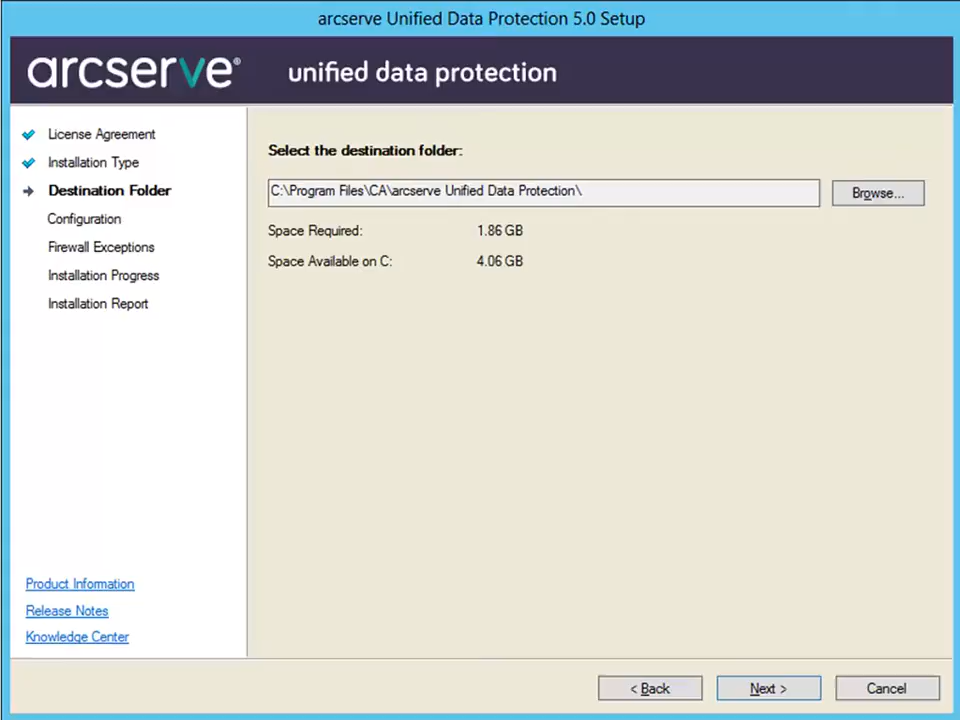 arcserve Unified Data Protection 5.0 Setup
arcserve® unified data protection
License Agreement
Installation Type
Destination Folder
Configuration
Firewall Exceptions
Installation Progress
Installation Report
Product Information
Release Notes
Knowledge Center
Select the destination folder:
C:\Program Files\CA\arcserve Unified Data Protection\
Browse...
Space Required: 1.86 GB
Space Available on C: 4.06 GB
< Back
Next >
Cancel